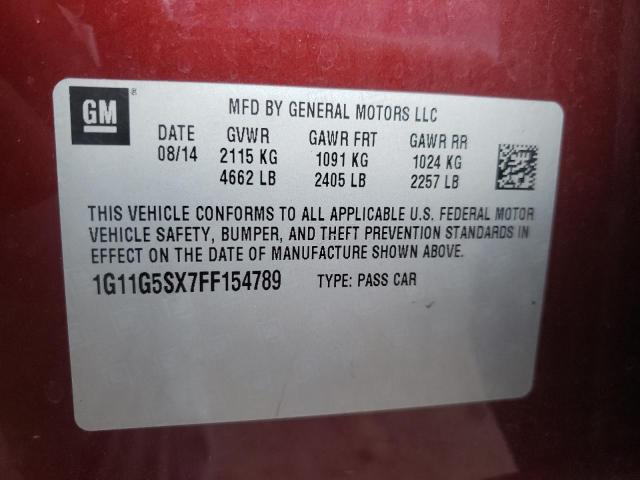 GM ®
MFD BY GENERAL MOTORS LLC
DATE GVWR GAWR FRT GAWR RR
08/14 2115 KG 1091 KG 1024 KG
4662 LB 2405 LB 2257 LB
THIS VEHICLE CONFORMS TO ALL APPLICABLE U.S. FEDERAL MOTOR
VEHICLE SAFETY, BUMPER, AND THEFT PREVENTION STANDARDS IN
EFFECT ON THE DATE OF MANUFACTURE SHOWN ABOVE.
1G11G5SX7FF154789 TYPE: PASS CAR